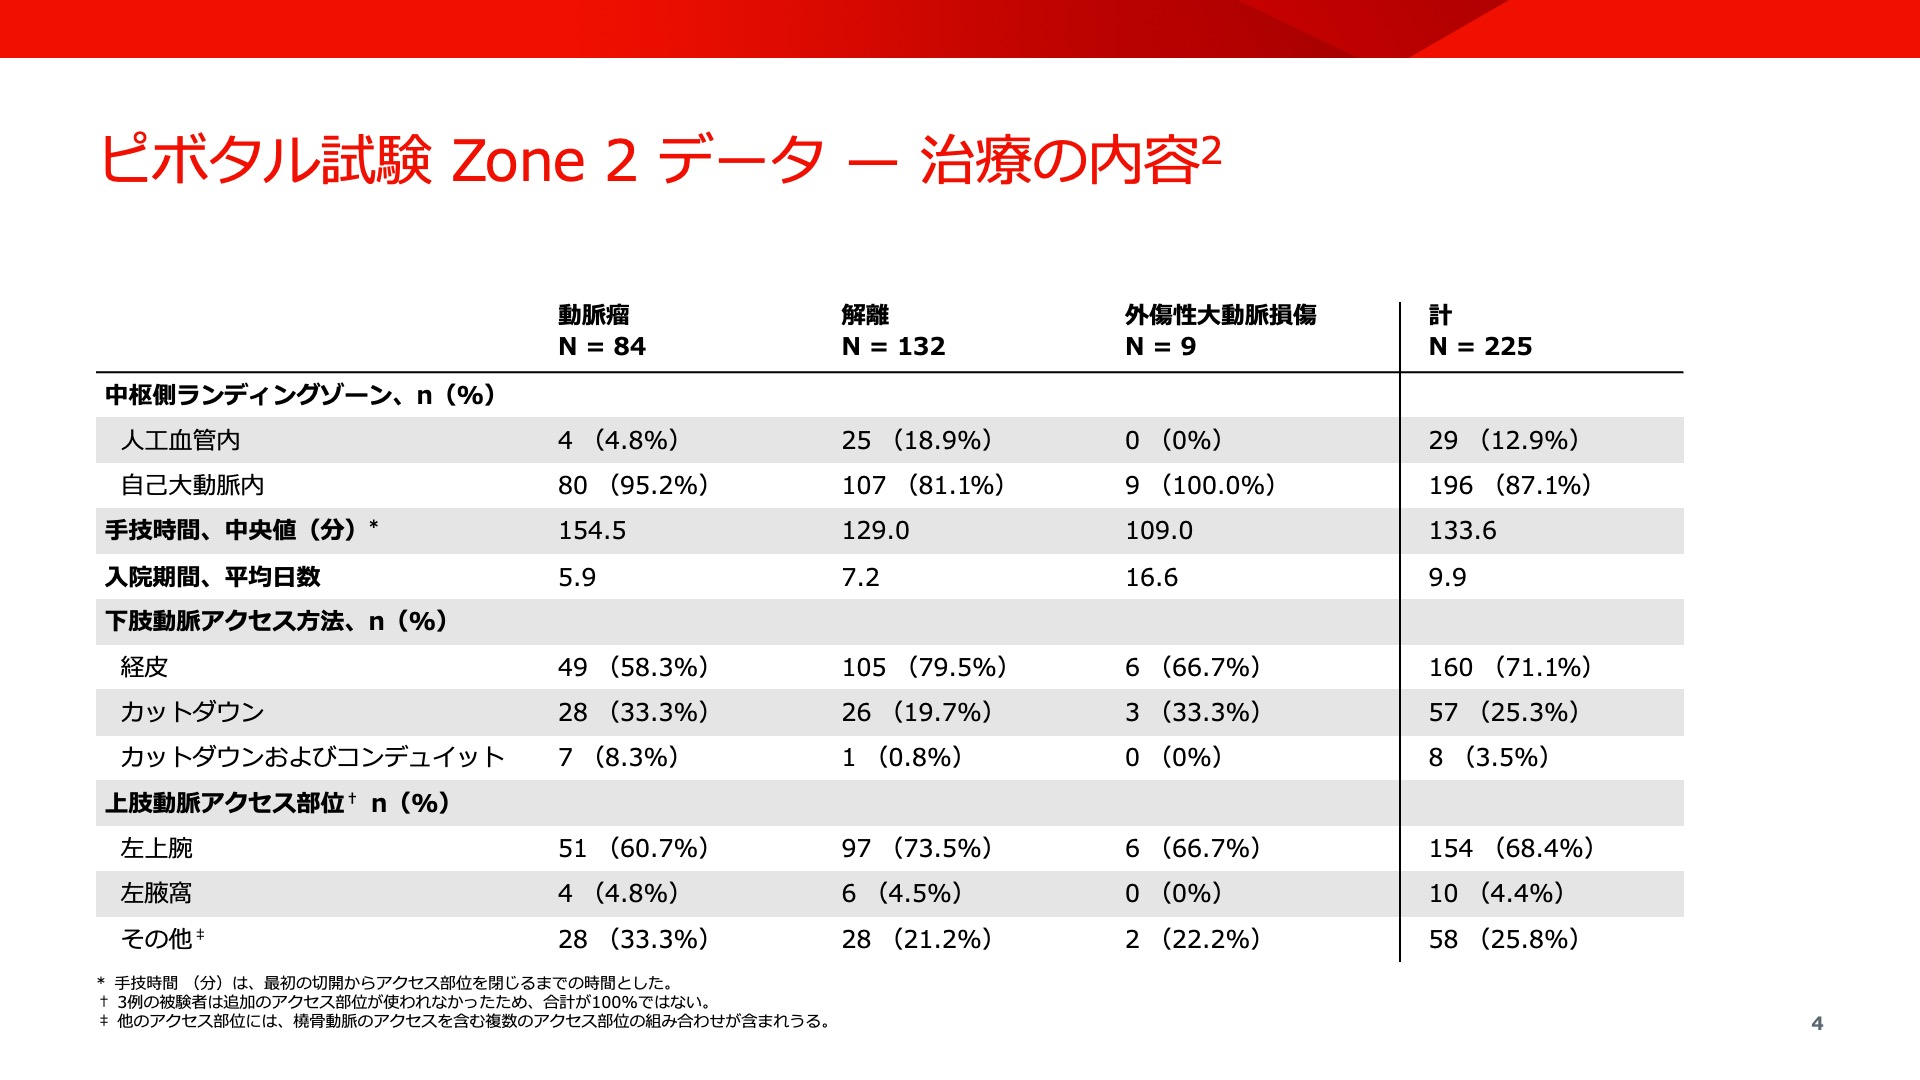 ピボタル試験 Zone 2 データ ー 治療の内容2
動脈瘤 解離 外傷性大動脈損傷 計
N = 84 N = 132 N = 9 N = 225
中枢側ランディングゾーン、n（%）
人工血管内 4 （4.8%） 25 （18.9%） 0 （0%） 29 （12.9%）
自己大動脈内 80 （95.2%） 107 （81.1%） 9 （100.0%） 196 （87.1%）
手技時間、中央値（分）* 154.5 129.0 109.0 133.6
入院期間、平均日数 5.9 7.2 16.6 9.9
下肢動脈アクセス方法、n（%）
経皮 49 （58.3%） 105 （79.5%） 6 （66.7%） 160 （71.1%）
カットダウン 28 （33.3%） 26 （19.7%） 3 （33.3%） 57 （25.3%）
カットダウンおよびコンデュイット 7 （8.3%） 1 （0.8%） 0 （0%） 8 （3.5%）
上肢動脈アクセス部位† n（%）
左上腕 51 （60.7%） 97 （73.5%） 6 （66.7%） 154 （68.4%）
左腋窩 4 （4.8%） 6 （4.5%） 0 （0%） 10 （4.4%）
その他‡ 28 （33.3%） 28 （21.2%） 2 （22.2%） 58 （25.8%）
* 手技時間 （分）は、最初の切開からアクセス部位を閉じるまでの時間とした。
† 3例の被験者は追加のアクセス部位が使われなかったため、合計が100%ではない。
‡ 他のアクセス部位には、橈骨動脈のアクセスを含む複数のアクセス部位の組み合わせが含まれうる。
4